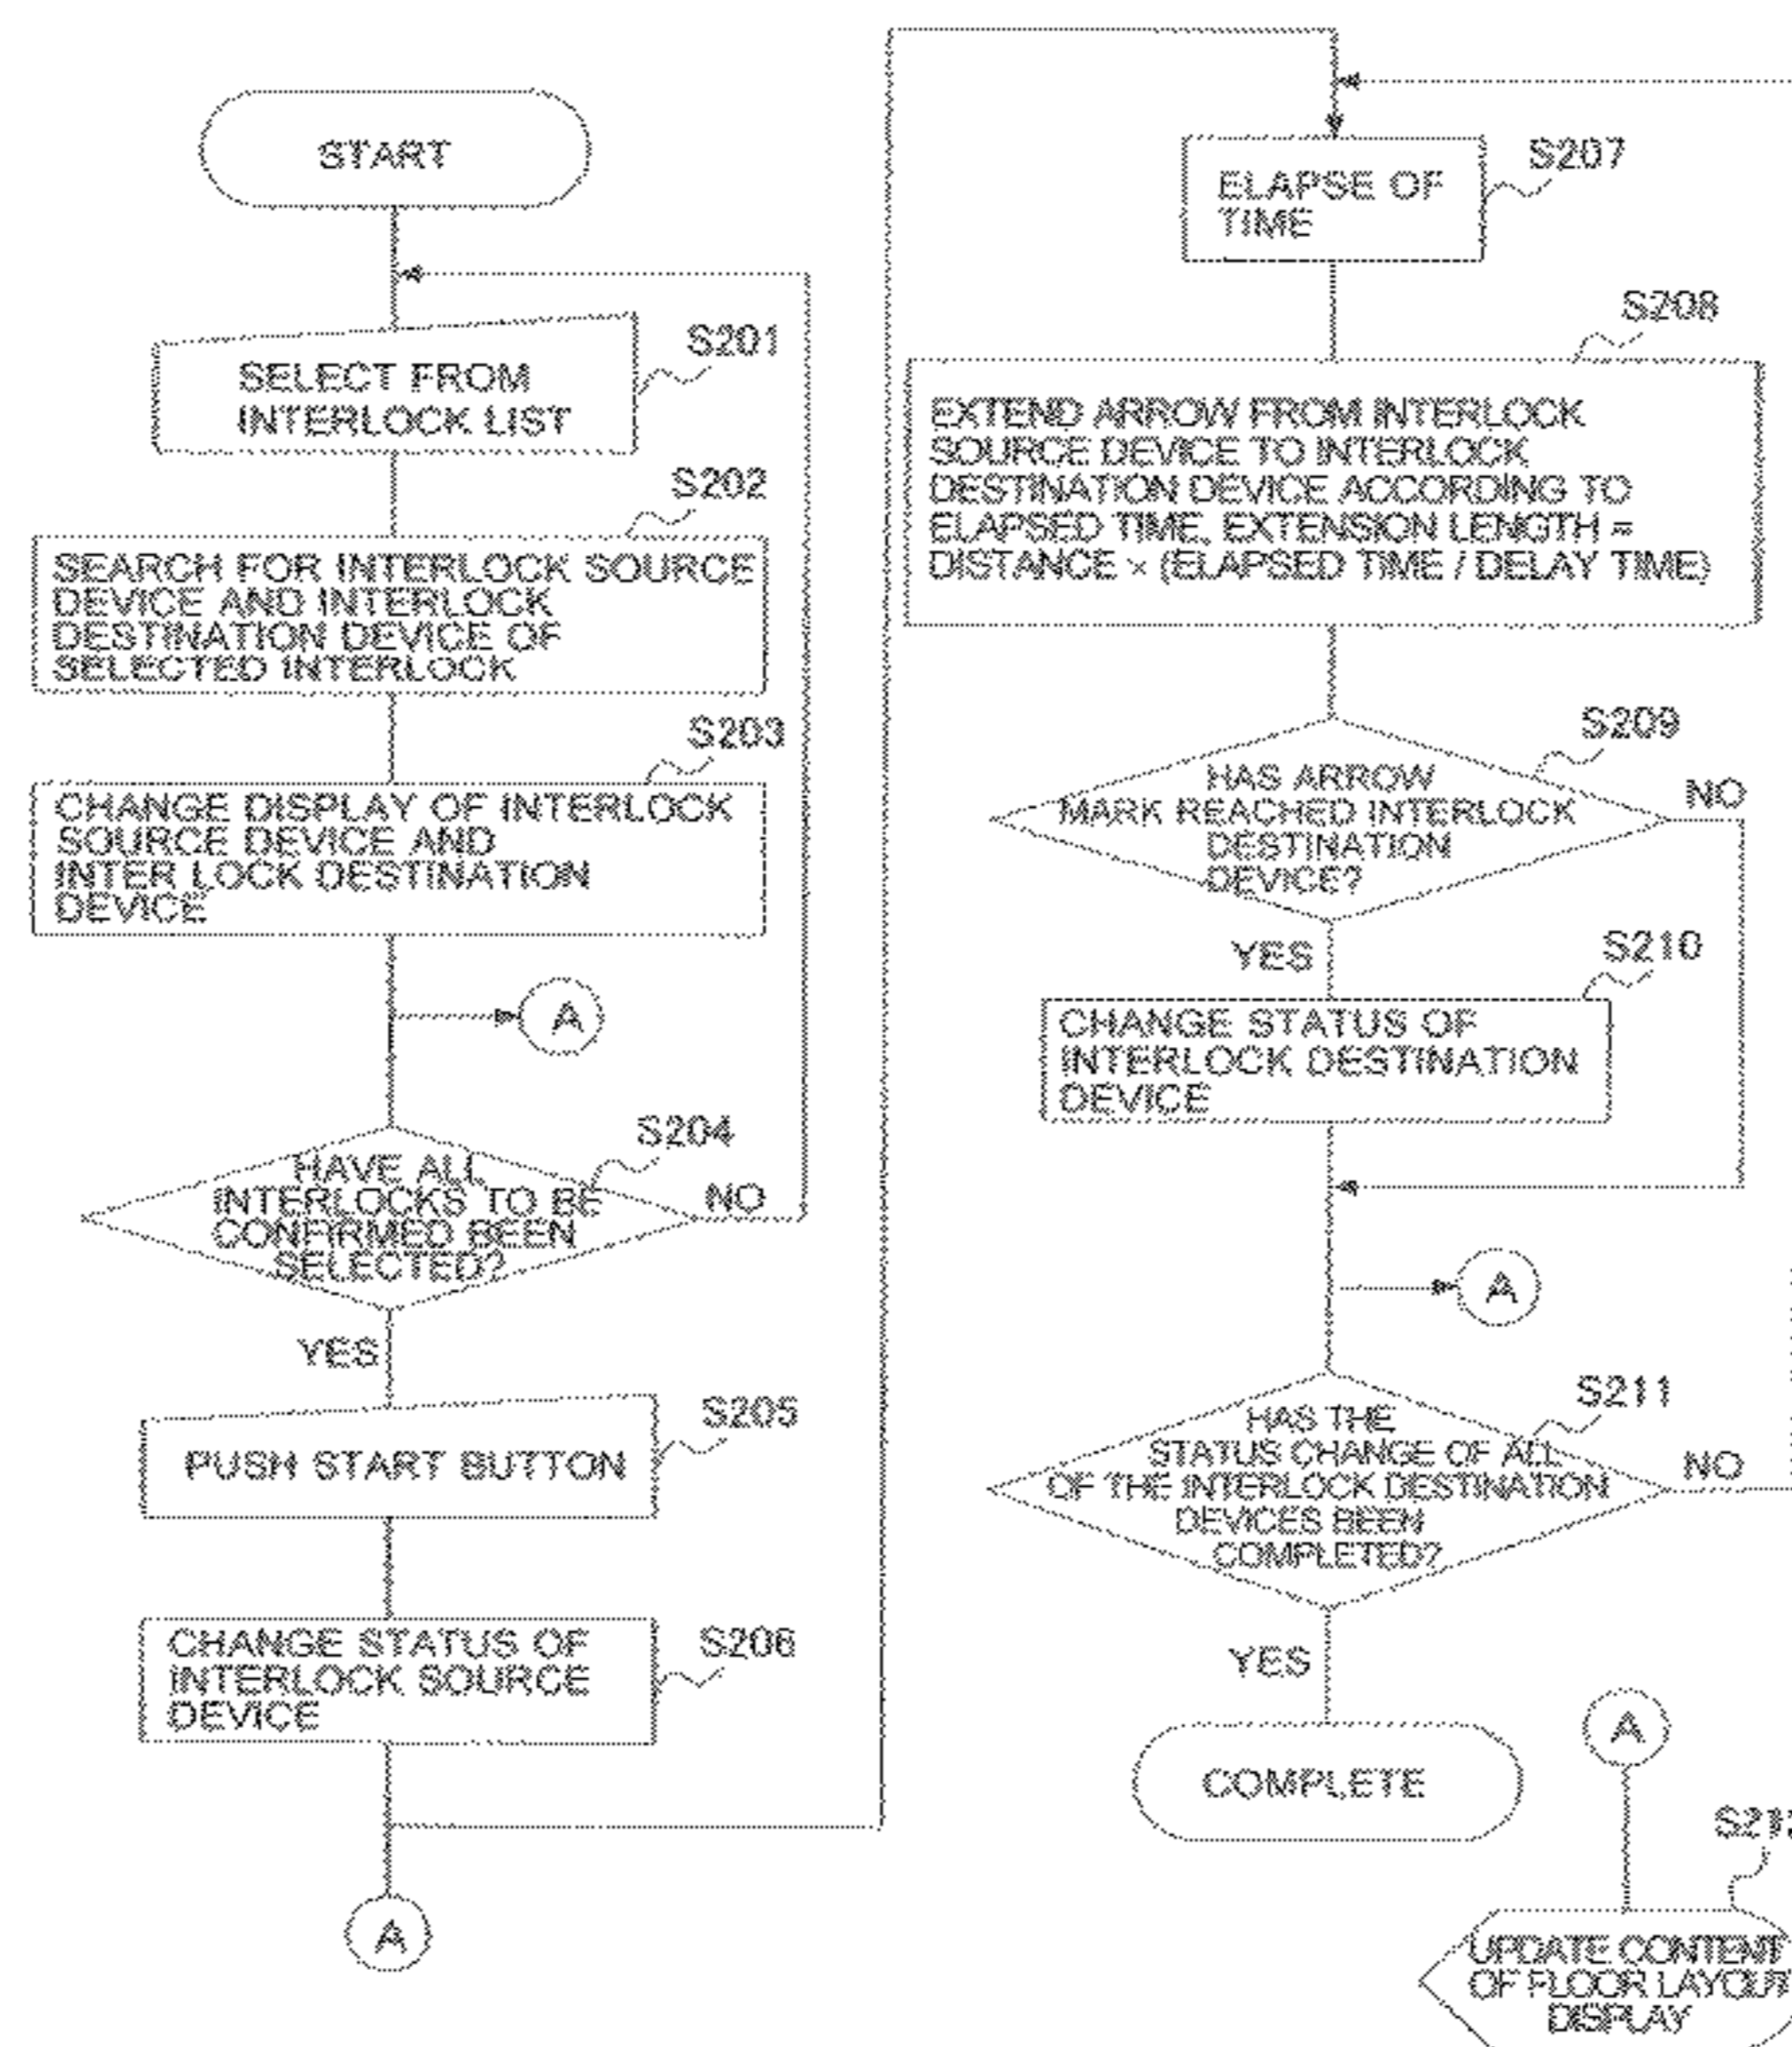 START
S201
SELECT FROM
INTERLOCK LIST
S202
SEARCH FOR INTERLOCK SOURCE
DEVICE AND INTERLOCK
DESTINATION DEVICE OF
SELECTED INTERLOCK
S203
CHANGE DISPLAY OF INTERLOCK
SOURCE DEVICE AND
INTER LOCK DESTINATION
DEVICE
A
S204
HAVE ALL
INTERLOCKS TO BE
CONFIRMED BEEN
SELECTED?
NO
YES
S205
PUSH START BUTTON
S206
CHANGE STATUS OF
INTERLOCK SOURCE
DEVICE
A
S207
ELAPSE OF
TIME
S208
EXTEND ARROW FROM INTERLOCK
SOURCE DEVICE TO INTERLOCK
DESTINATION DEVICE ACCORDING TO
ELAPSED TIME, EXTENSION LENGTH =
DISTANCE × (ELAPSED TIME / DELAY TIME)
S209
HAS ARROW
MARK REACHED INTERLOCK
DESTINATION
DEVICE?
NO
YES
S210
CHANGE STATUS OF
INTERLOCK DESTINATION
DEVICE
A
S211
HAS THE
STATUS CHANGE OF ALL
OF THE INTERLOCK DESTINATION
DEVICES BEEN
COMPLETED?
NO
YES
COMPLETE
A
UPDATE CONTENT
OF FLOOR LAYOUT
DISPLAY